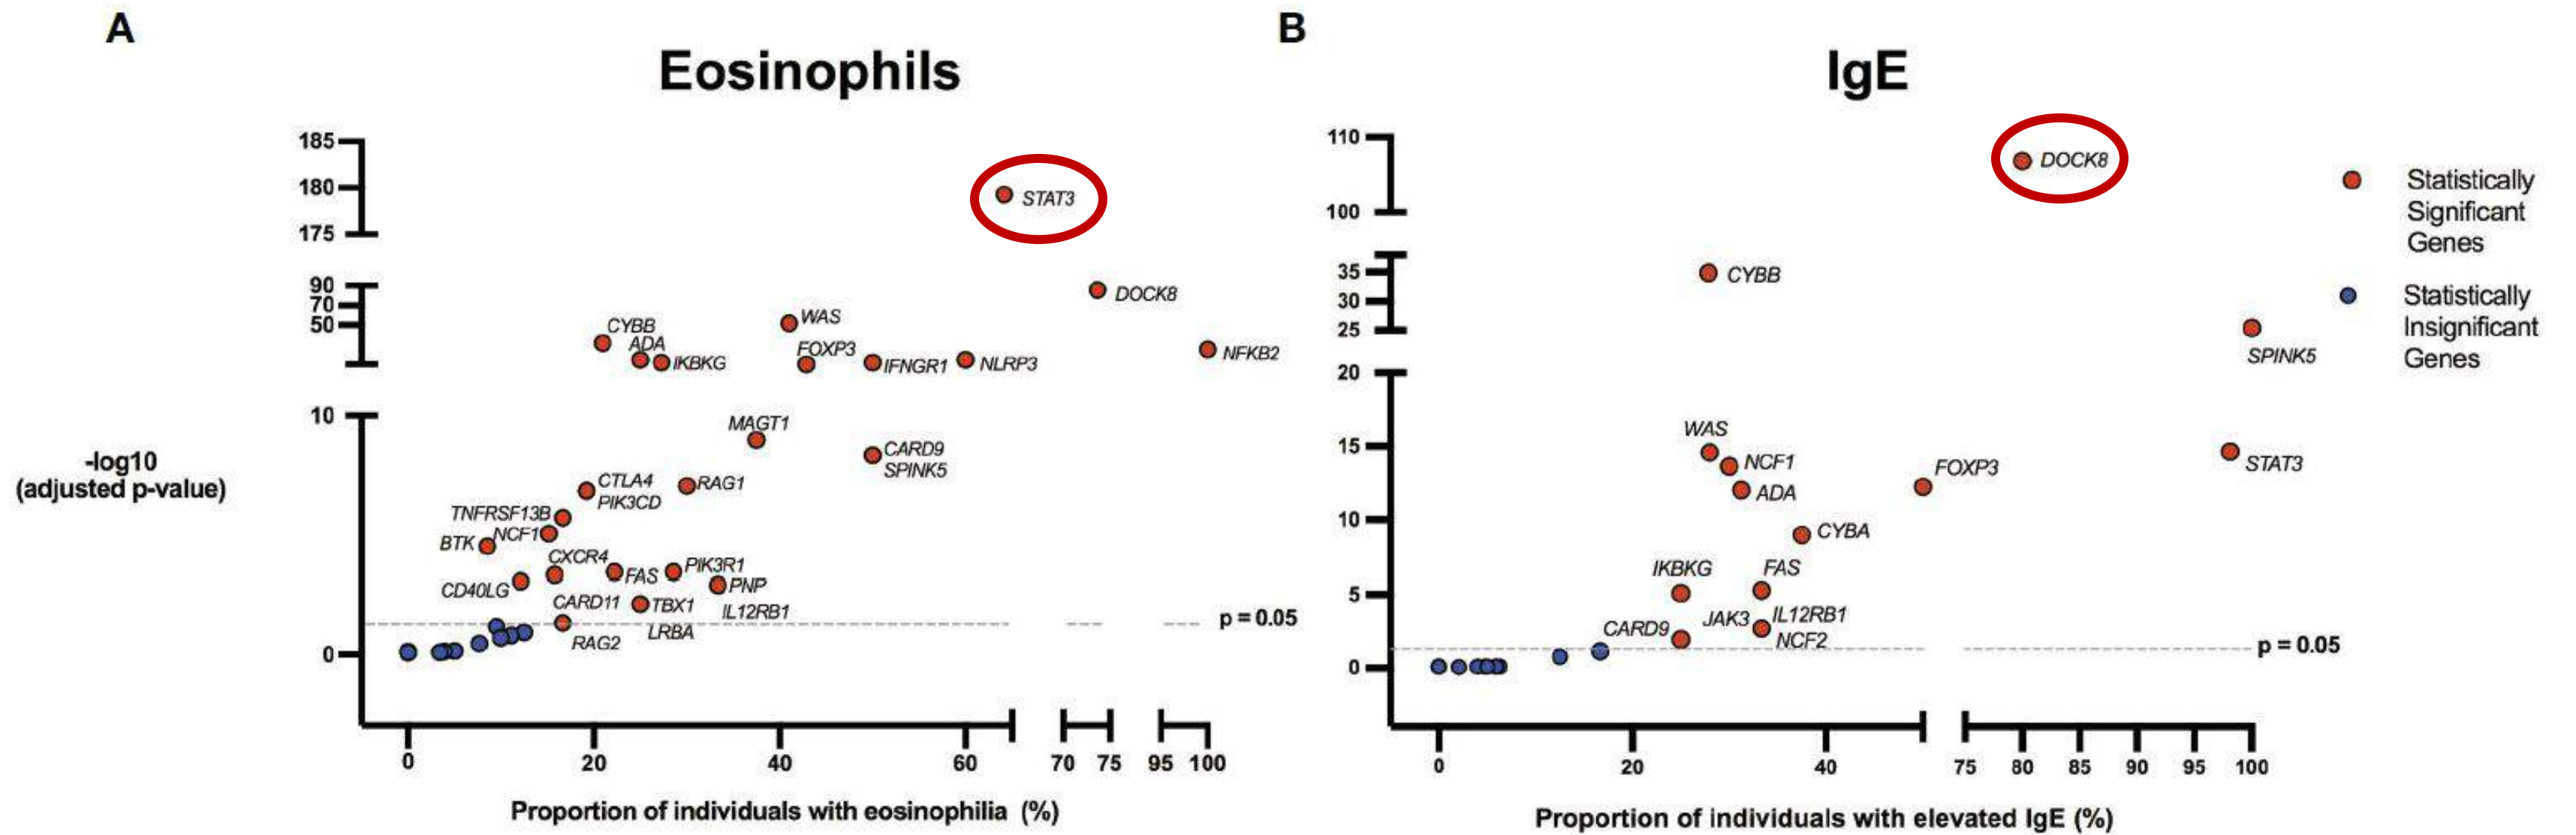 A
Eosinophils
185
180
175
90
70
50
10
0
-log10
(adjusted p-value)
STAT3
DOCK8
WAS
CYBB
ADA
IKBKG
FOXP3
IFNGR1
NLRP3
NFKB2
MAGT1
CARD9
SPINK5
CTLA4
PIK3CD
RAG1
TNFRSF13B
NCF1
BTK
CXCR4
FAS
PIK3R1
PNP
CD40LG
CARD11
TBX1
IL12RB1
RAG2
LRBA
p = 0.05
0
20
40
60
70
75
95
100
Proportion of individuals with eosinophilia (%)
B
IgE
110
100
35
30
25
20
15
10
5
0
DOCK8
CYBB
SPINK5
WAS
NCF1
ADA
FOXP3
STAT3
CYBA
IKBKG
FAS
JAK3
IL12RB1
CARD9
NCF2
p = 0.05
0
20
40
75
80
85
90
95
100
Proportion of individuals with elevated IgE (%)
Statistically
Significant
Genes
Statistically
Insignificant
Genes